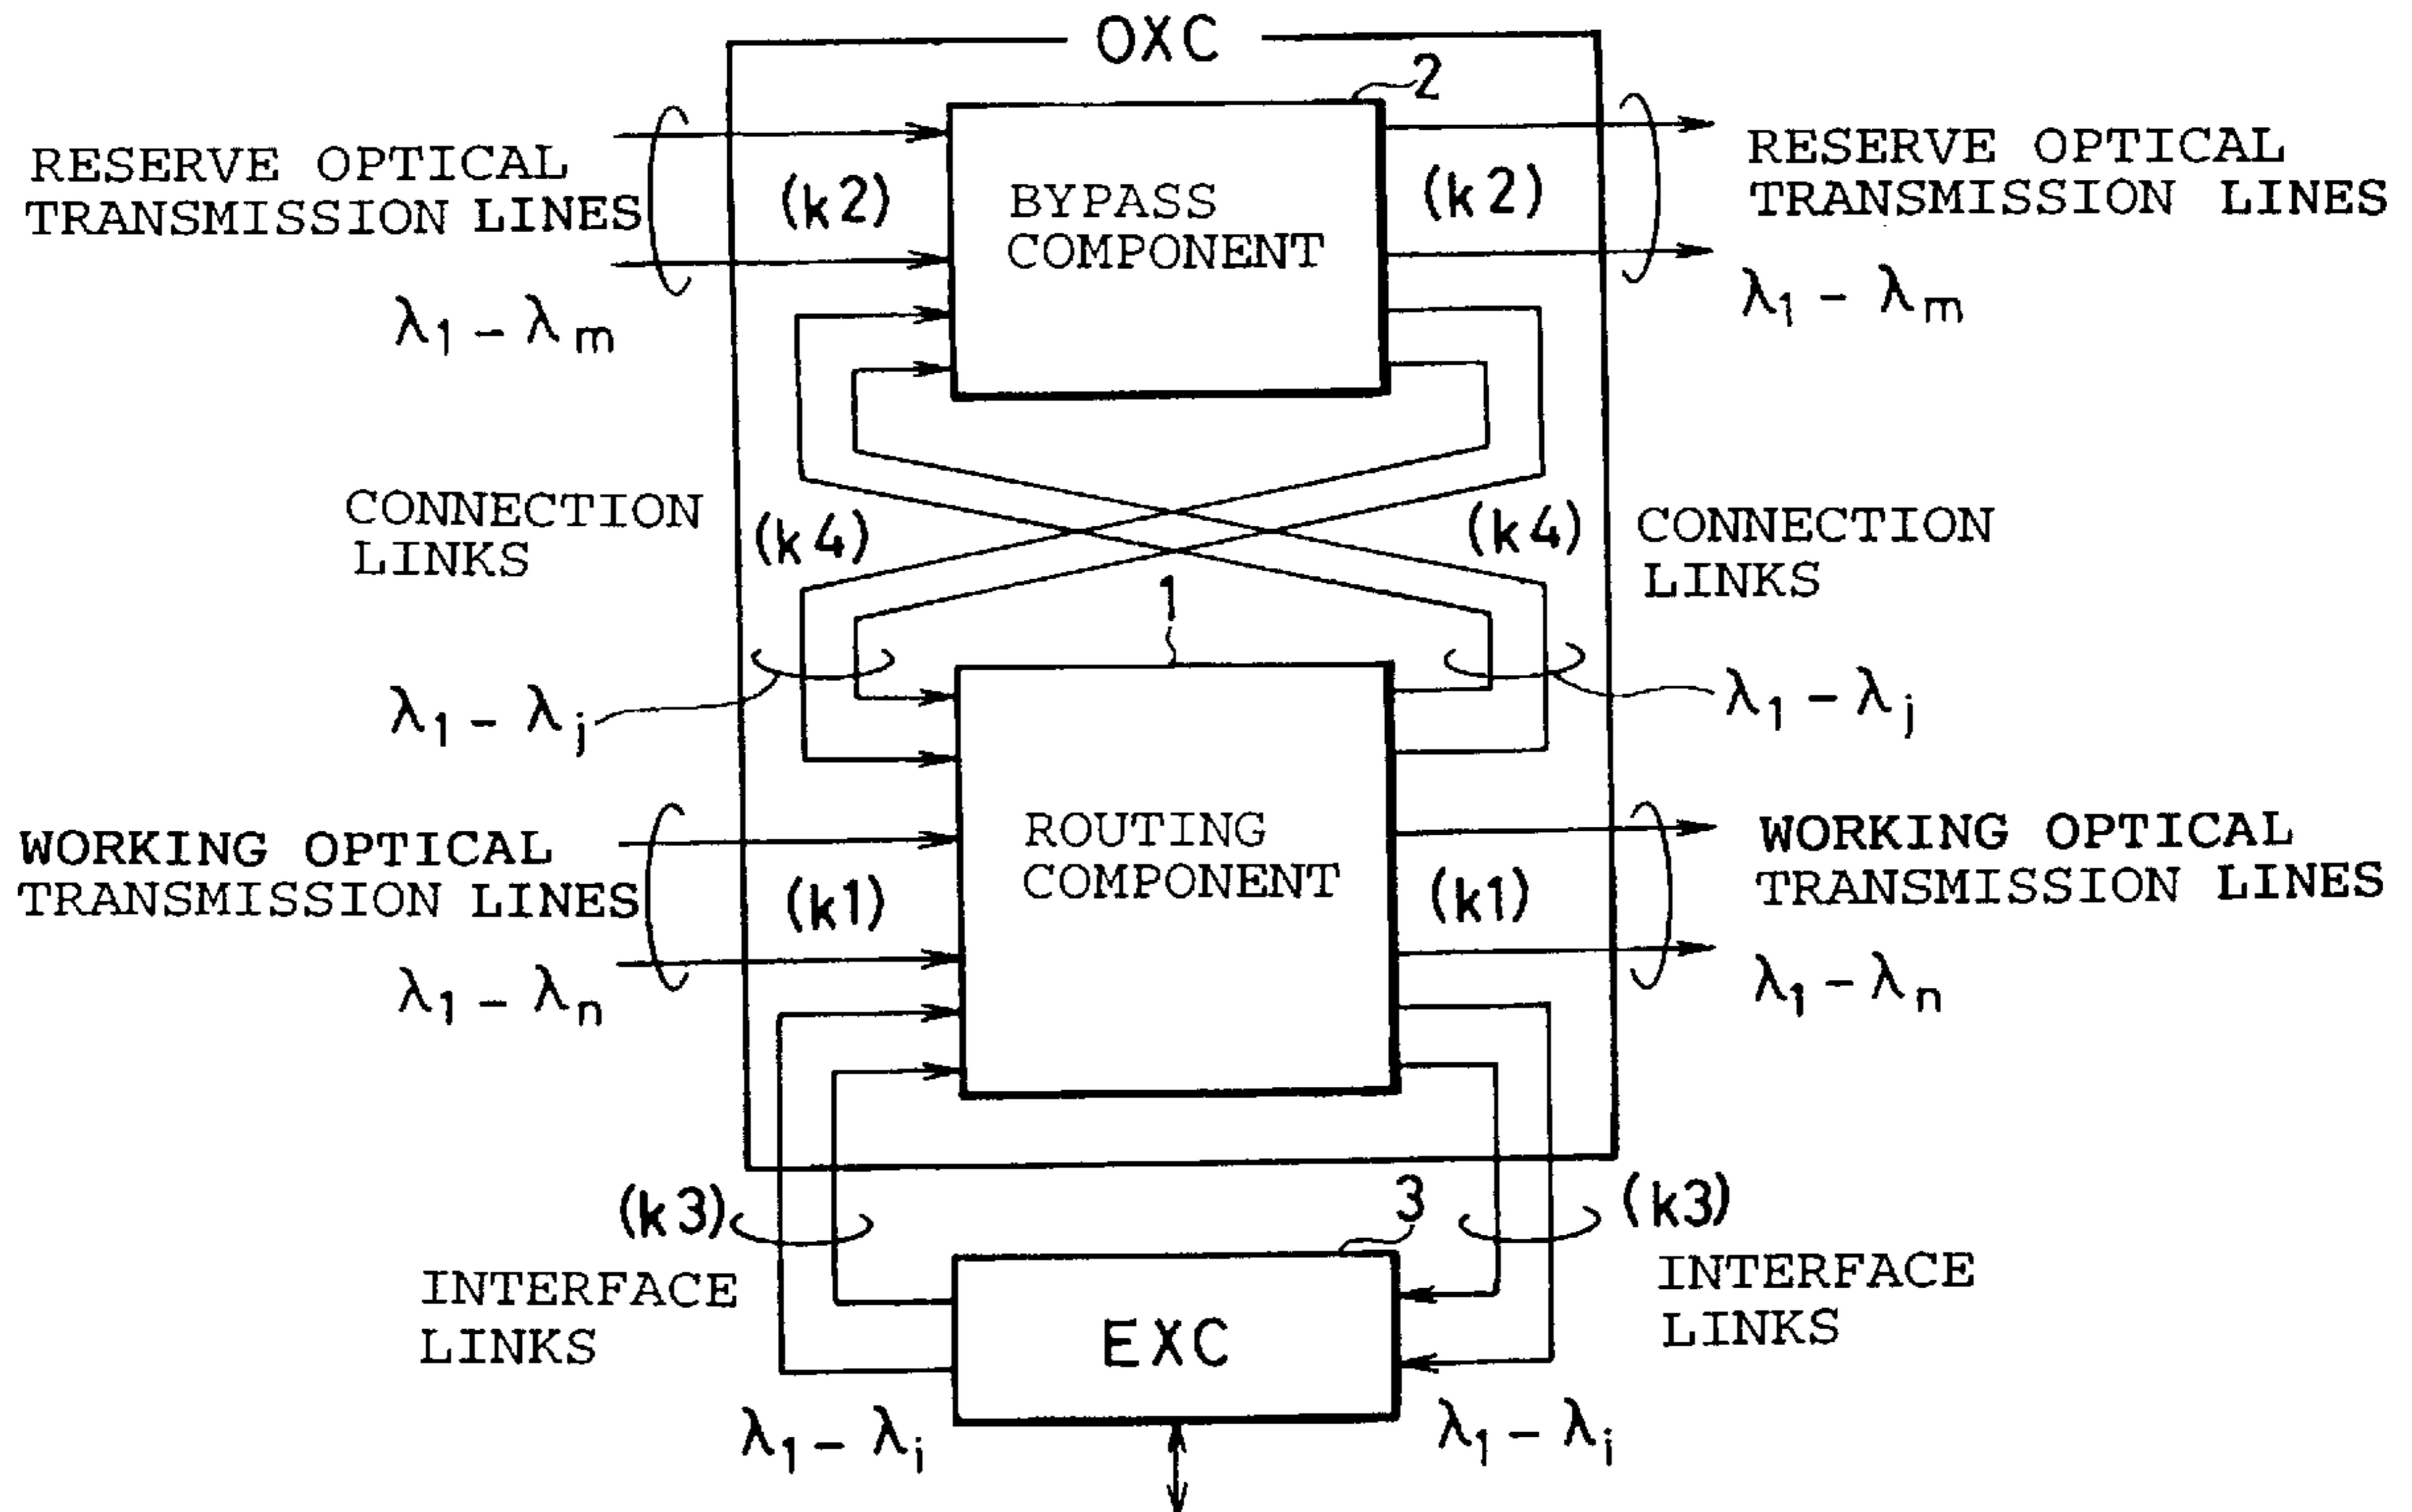 OXC
2
RESERVE OPTICAL
TRANSMISSION LINES
(k2)
BYPASS
COMPONENT
(k2)
RESERVE OPTICAL
TRANSMISSION LINES
λ1 - λm
λ1 - λm
CONNECTION
LINKS
(k4)
(k4)
CONNECTION
LINKS
1
λ1 - λj
λ1 - λj
WORKING OPTICAL
TRANSMISSION LINES
(k1)
ROUTING
COMPONENT
(k1)
WORKING OPTICAL
TRANSMISSION LINES
λ1 - λn
λ1 - λn
(k3)
3
(k3)
INTERFACE
LINKS
EXC
INTERFACE
LINKS
λ1 - λi
λ1 - λi